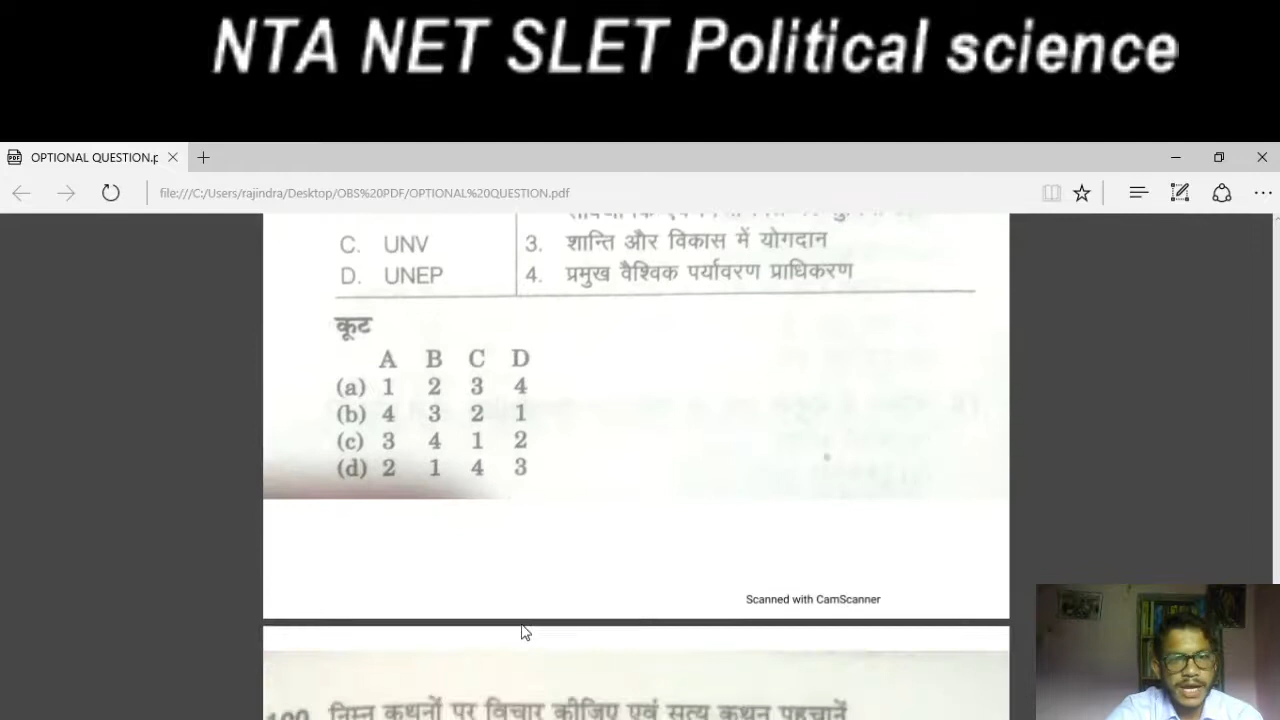 NTA NET SLET Political science
OPTIONAL QUESTION.p
file:///C:/Users/rajindra/Desktop/OBS%20PDF/OPTIONAL%20QUESTION.pdf
C. UNV 3. शान्ति और विकास में योगदान
D. UNEP 4. प्रमुख वैश्विक पर्यावरण प्राधिकरण
कूट
A B C D
(a) 1 2 3 4
(b) 4 3 2 1
(c) 3 4 1 2
(d) 2 1 4 3
Scanned with CamScanner
निम्न कथनों पर विचार कीजिए एवं सत्य कथन पहचानें